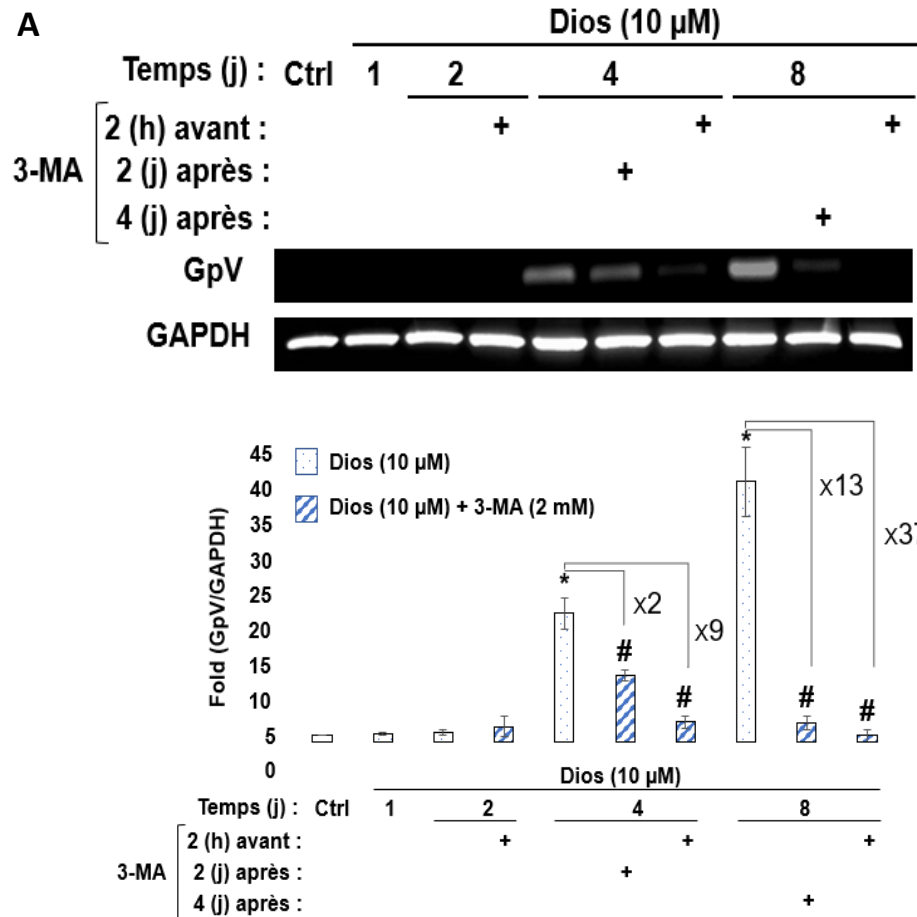 A
Dios (10 µM)
Temps (j) : Ctrl 1 2 4 8
2 (h) avant : + + +
3-MA 2 (j) après : +
4 (j) après : +
GpV
GAPDH
45
40
35
30
25
20
15
10
5
0
Fold (GpV/GAPDH)
Dios (10 µM)
Dios (10 µM) + 3-MA (2 mM)
* x2 x9
# #
* x13 x37
# #
Dios (10 µM)
Temps (j) : Ctrl 1 2 4 8
2 (h) avant : + + +
3-MA 2 (j) après : +
4 (j) après : +